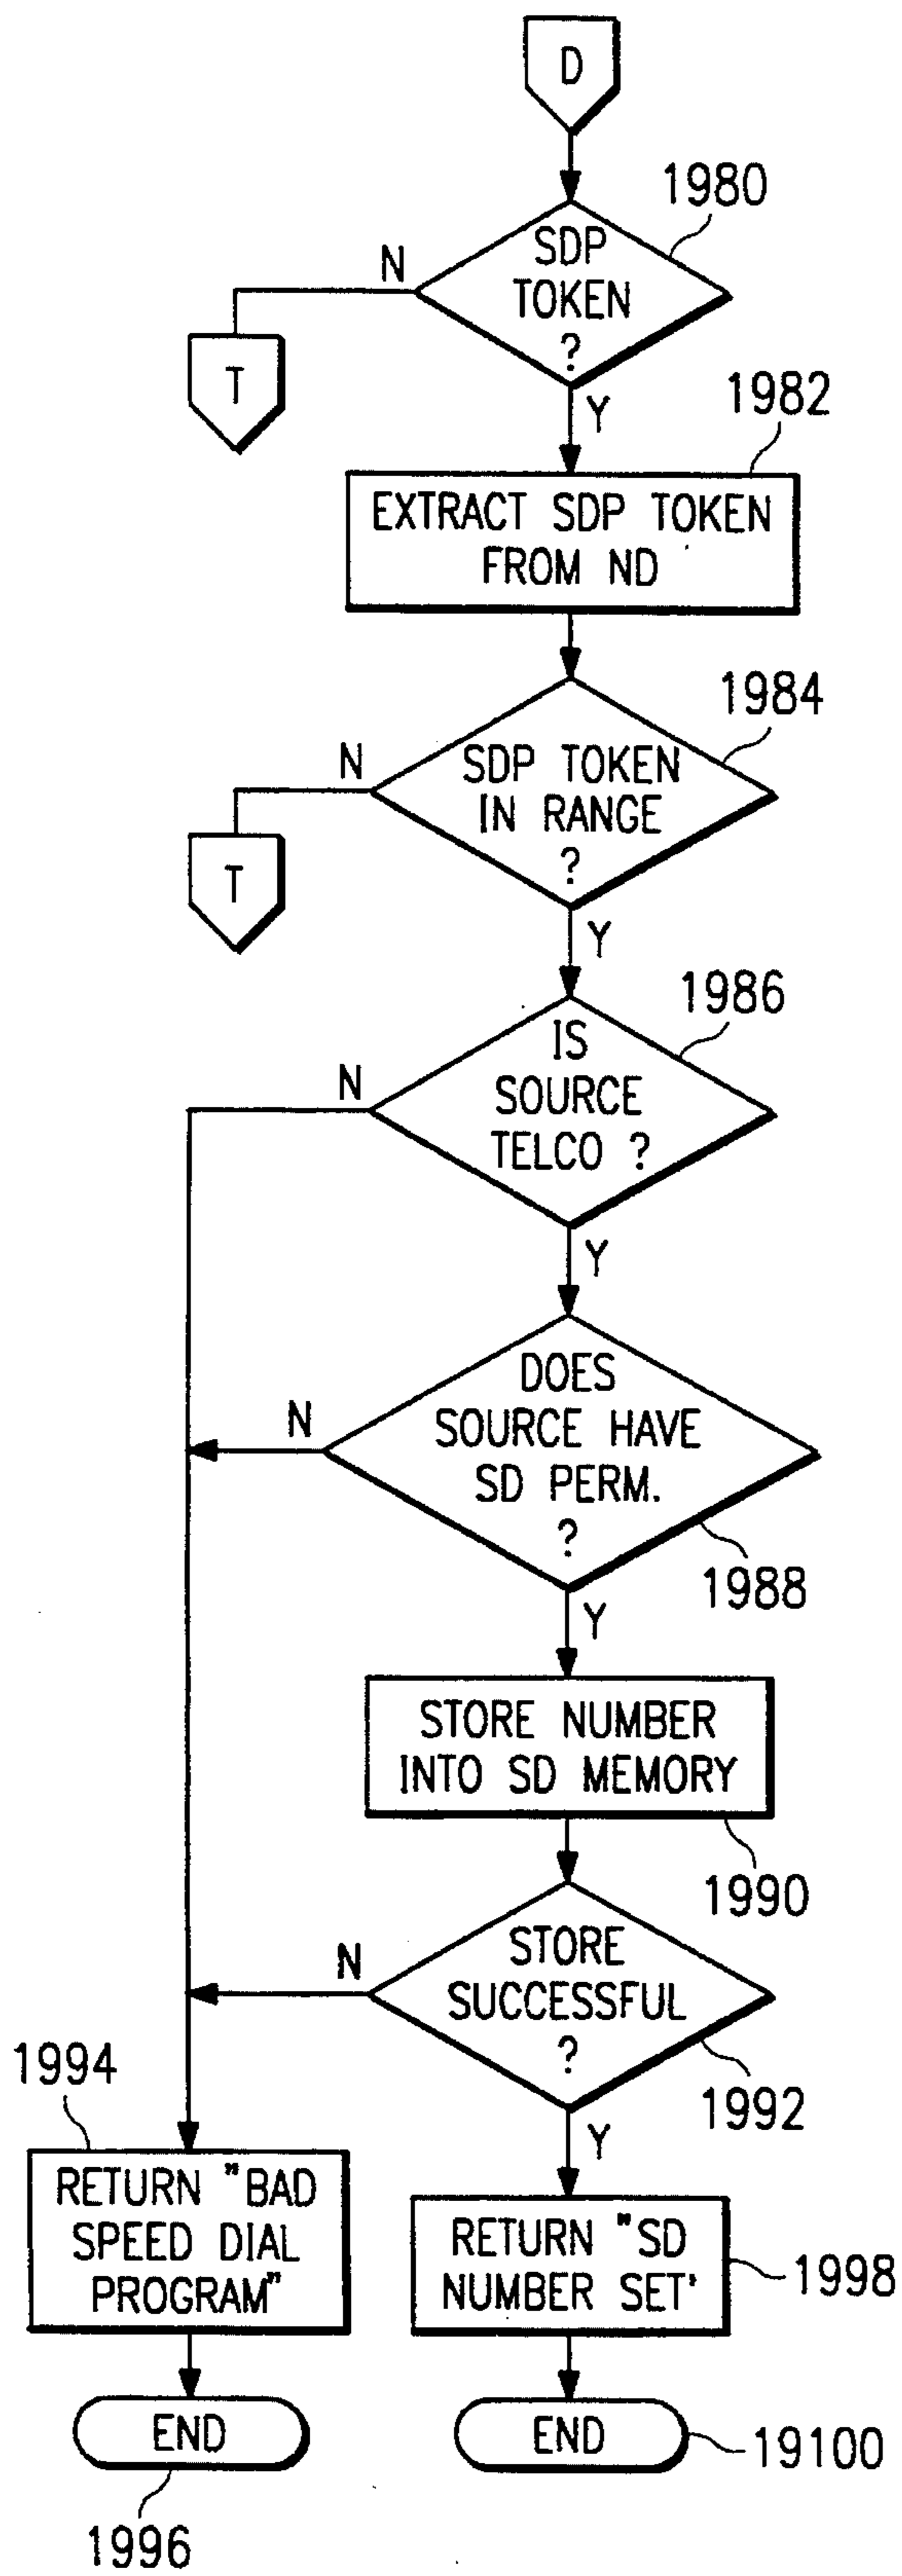 D
1980
SDP
TOKEN
?
N
T
Y
1982
EXTRACT SDP TOKEN
FROM ND
1984
SDP TOKEN
IN RANGE
?
N
T
Y
1986
IS
SOURCE
TELCO ?
N
Y
DOES
SOURCE HAVE
SD PERM.
?
N
1988
Y
STORE NUMBER
INTO SD MEMORY
1990
STORE
SUCCESSFUL
?
N
1992
Y
1994
RETURN "BAD
SPEED DIAL
PROGRAM"
RETURN "SD
NUMBER SET'
1998
END
1996
END
19100